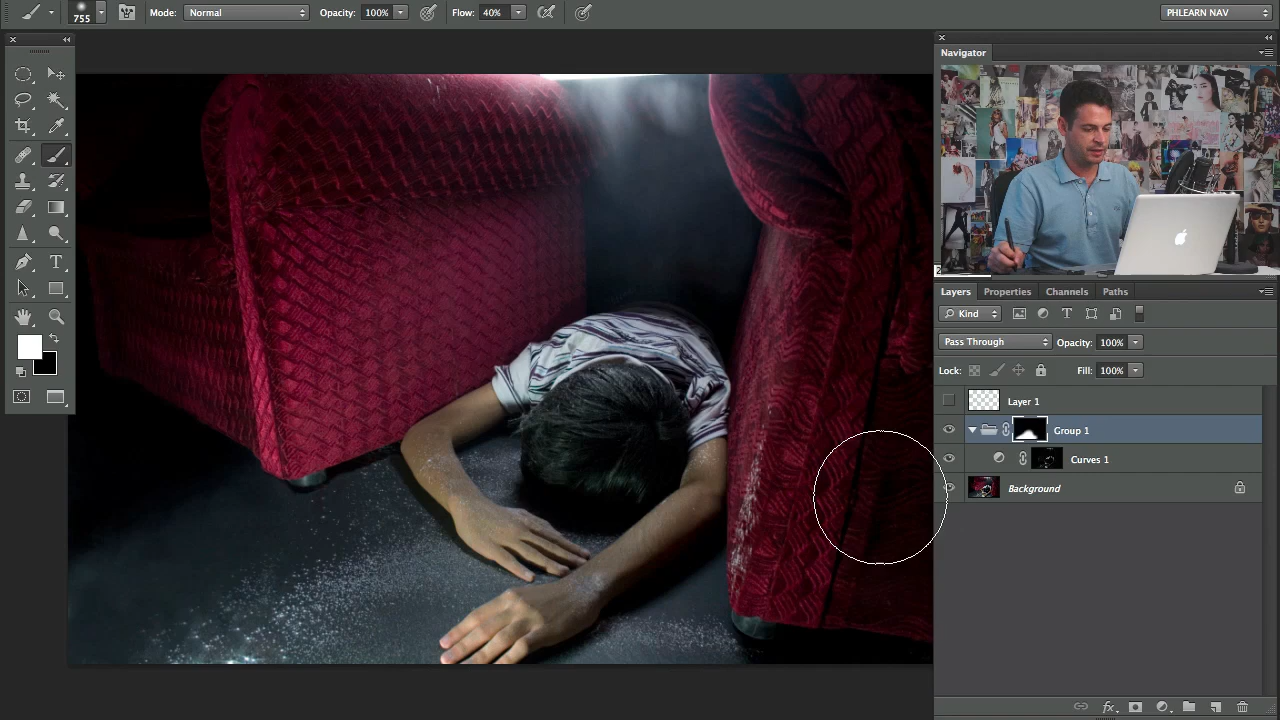 755 Mode: Normal Opacity: 100% Flow: 40% PHLEARN NAV
Navigator
Layers Properties Channels Paths
Kind
Pass Through Opacity: 100%
Lock: Fill: 100%
Layer 1
Group 1
Curves 1
Background